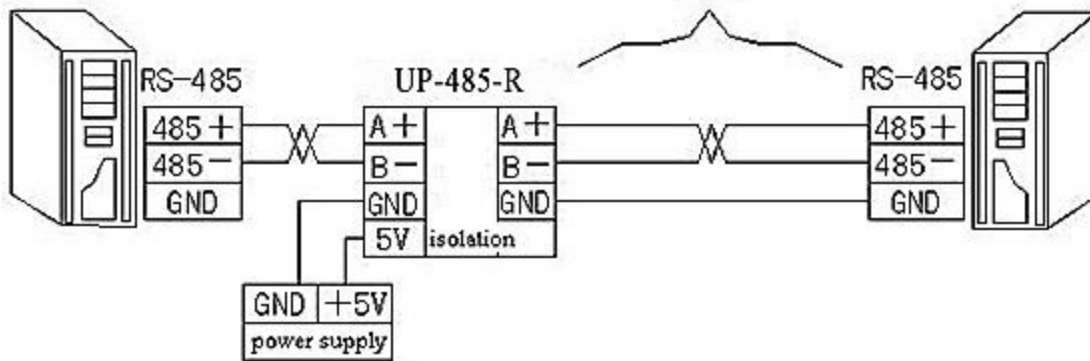 RS-485
UP-485-R
RS-485
485+
A+
A+
485+
485-
B-
B-
485-
GND
GND
GND
GND
5V
isolation
GND
+5V
power supply